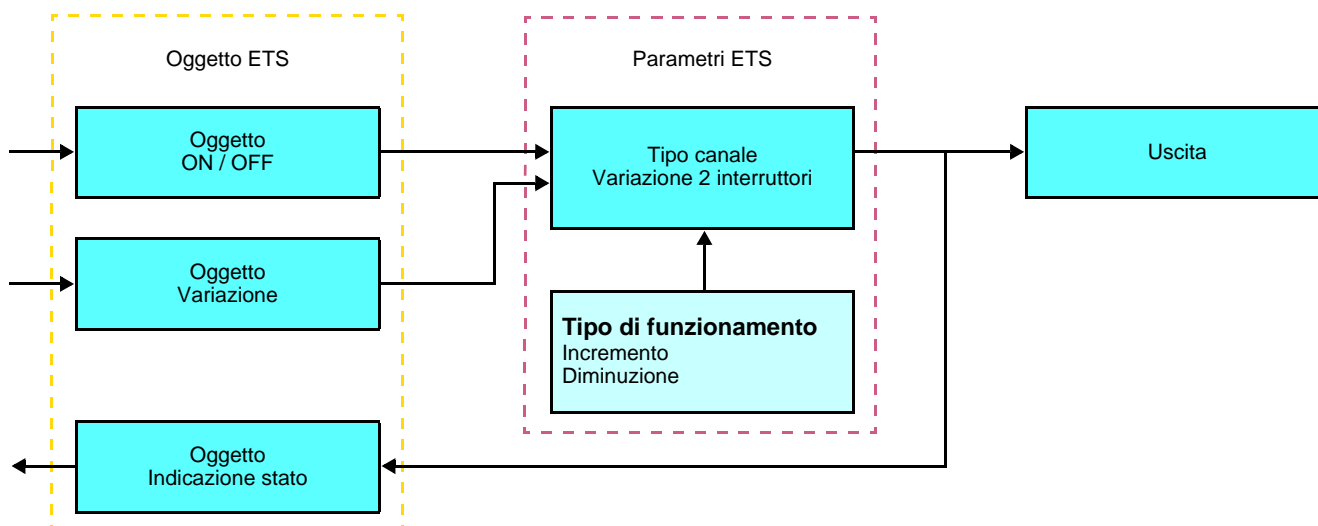 Oggetto ETS
Parametri ETS
Oggetto
ON / OFF
Tipo canale
Variazione 2 interruttori
Uscita
Oggetto
Variazione
Tipo di funzionamento
Incremento
Diminuzione
Oggetto
Indicazione stato